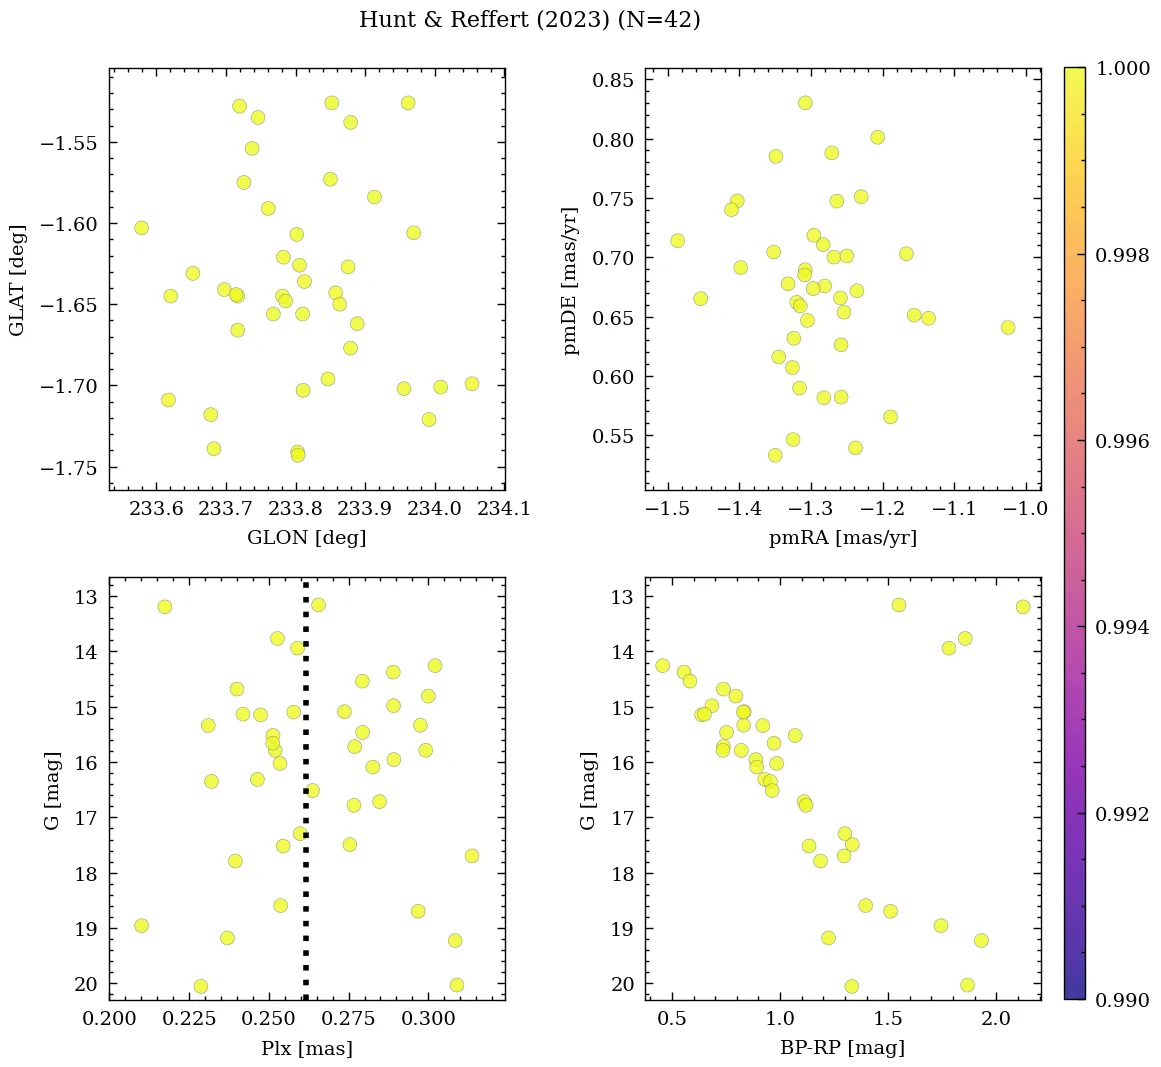 Hunt & Reffert (2023) (N=42)
GLAT [deg]
−1.55
−1.60
−1.65
−1.70
−1.75
233.6 233.7 233.8 233.9 234.0 234.1
GLON [deg]
pmDE [mas/yr]
0.85
0.80
0.75
0.70
0.65
0.60
0.55
−1.5 −1.4 −1.3 −1.2 −1.1 −1.0
pmRA [mas/yr]
G [mag]
13
14
15
16
17
18
19
20
0.200 0.225 0.250 0.275 0.300
Plx [mas]
G [mag]
13
14
15
16
17
18
19
20
0.5 1.0 1.5 2.0
BP-RP [mag]
1.000
0.998
0.996
0.994
0.992
0.990